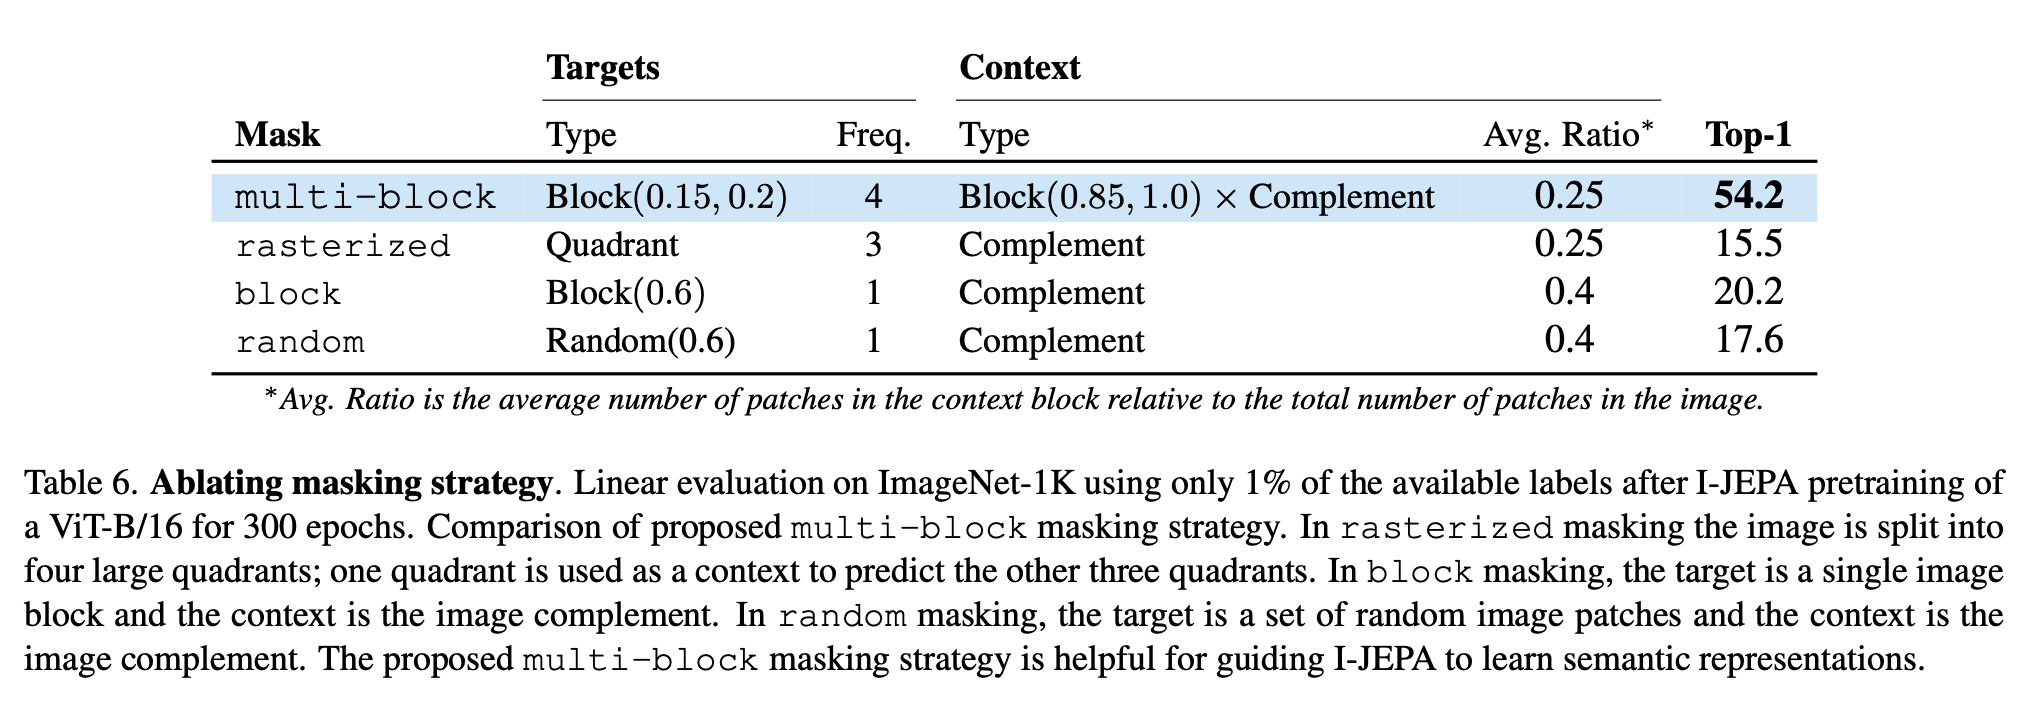 Targets Context
Mask Type Freq. Type Avg. Ratio* Top-1
multi-block Block(0.15, 0.2) 4 Block(0.85, 1.0) × Complement 0.25 54.2
rasterized Quadrant 3 Complement 0.25 15.5
block Block(0.6) 1 Complement 0.4 20.2
random Random(0.6) 1 Complement 0.4 17.6
*Avg. Ratio is the average number of patches in the context block relative to the total number of patches in the image.
Table 6. Ablating masking strategy. Linear evaluation on ImageNet-1K using only 1% of the available labels after I-JEPA pretraining of
a ViT-B/16 for 300 epochs. Comparison of proposed multi-block masking strategy. In rasterized masking the image is split into
four large quadrants; one quadrant is used as a context to predict the other three quadrants. In block masking, the target is a single image
block and the context is the image complement. In random masking, the target is a set of random image patches and the context is the
image complement. The proposed multi-block masking strategy is helpful for guiding I-JEPA to learn semantic representations.